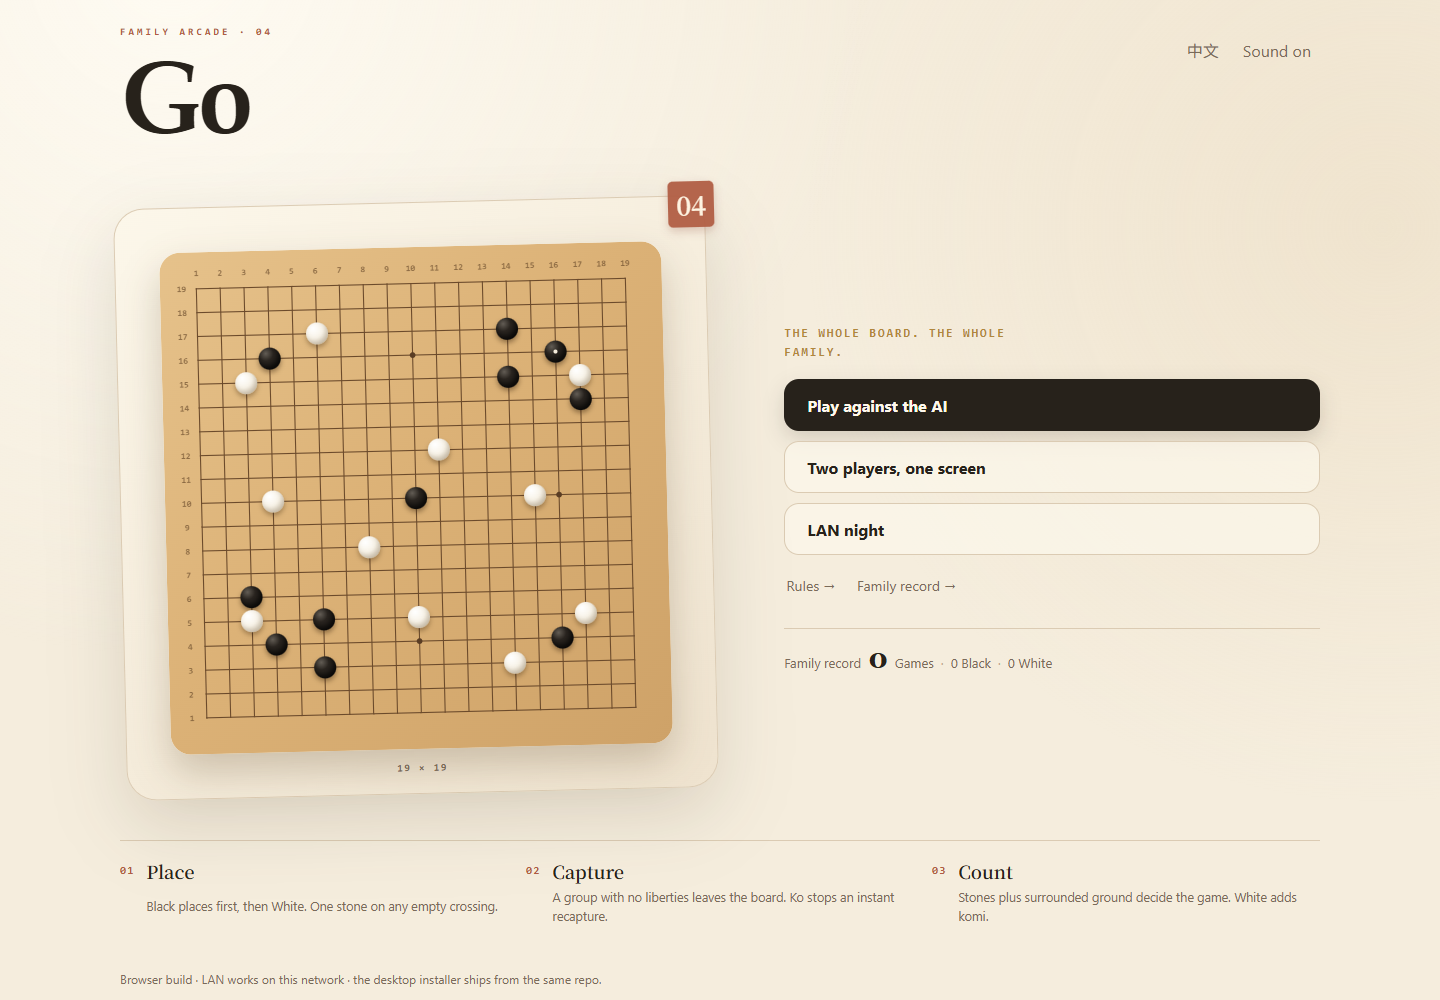 FAMILY ARCADE · 04
Go
中文 Sound on
04
1 2 3 4 5 6 7 8 9 10 11 12 13 14 15 16 17 18 19
19
18
17
16
15
14
13
12
11
10
9
8
7
6
5
4
3
2
1
19 × 19
THE WHOLE BOARD. THE WHOLE
FAMILY.
Play against the AI
Two players, one screen
LAN night
Rules → Family record →
Family record 0 Games · 0 Black · 0 White
01 Place
Black places first, then White. One stone on any empty crossing.
02 Capture
A group with no liberties leaves the board. Ko stops an instant
recapture.
03 Count
Stones plus surrounded ground decide the game. White adds
komi.
Browser build · LAN works on this network · the desktop installer ships from the same repo.